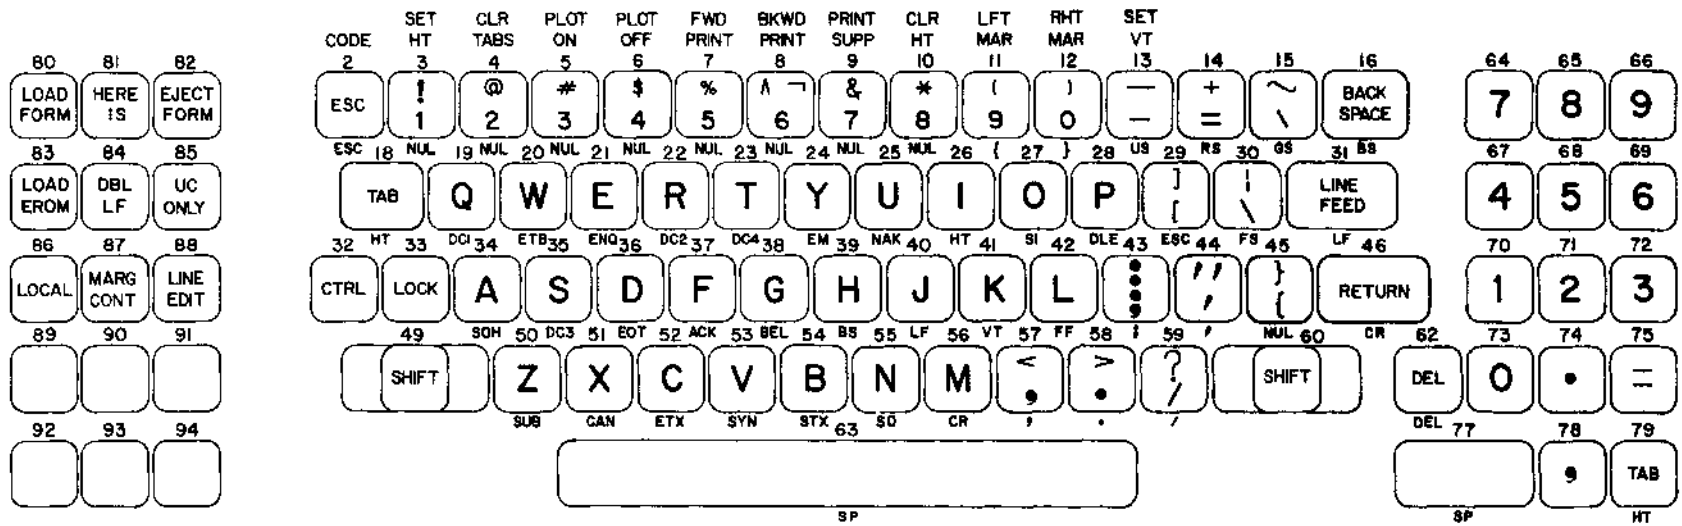 SET CLR PLOT PLOT FWD BKWD PRINT CLR LFT RHT SET
CODE HT TABS ON OFF PRINT PRINT SUPP HT MAR MAR VT
80 81 82 2 3 4 5 6 7 8 9 10 11 12 13 14 15 16 64 65 66
LOAD HERE EJECT ! @ # $ % ∧ ¬ & * ( ) — + ~ BACK
FORM IS FORM ESC 1 2 3 4 5 6 7 8 9 0 – = \ SPACE 7 8 9
83 84 85 ESC 18 NUL 19 NUL 20 NUL 21 NUL 22 NUL 23 NUL 24 NUL 25 NUL 26 { 27 } 28 US 29 RS 30 GS 31 BS 67 68 69
LOAD DBL UC ] ¦ LINE
EROM LF ONLY TAB Q W E R T Y U I O P [ \ FEED 4 5 6
86 87 88 32 HT 33 DC1 34 ETB 35 ENQ 36 DC2 37 DC4 38 EM 39 NAK 40 HT 41 SI 42 DLE 43 ESC 44 FS 45 LF 46 70 71 72
LOCAL MARG LINE : " }
CONT EDIT CTRL LOCK A S D F G H J K L ; ' { RETURN 1 2 3
89 90 91 49 SOH 50 DC3 51 EOT 52 ACK 53 BEL 54 BS 55 LF 56 VT 57 FF 58 ; 59 ' NUL 60 CR 62 73 74 75
< > ?
SHIFT Z X C V B N M , . / SHIFT DEL 0 . =
92 93 94 SUB CAN ETX SYN STX 63 SO CR , . / DEL 77 78 79
, TAB
SP SP HT